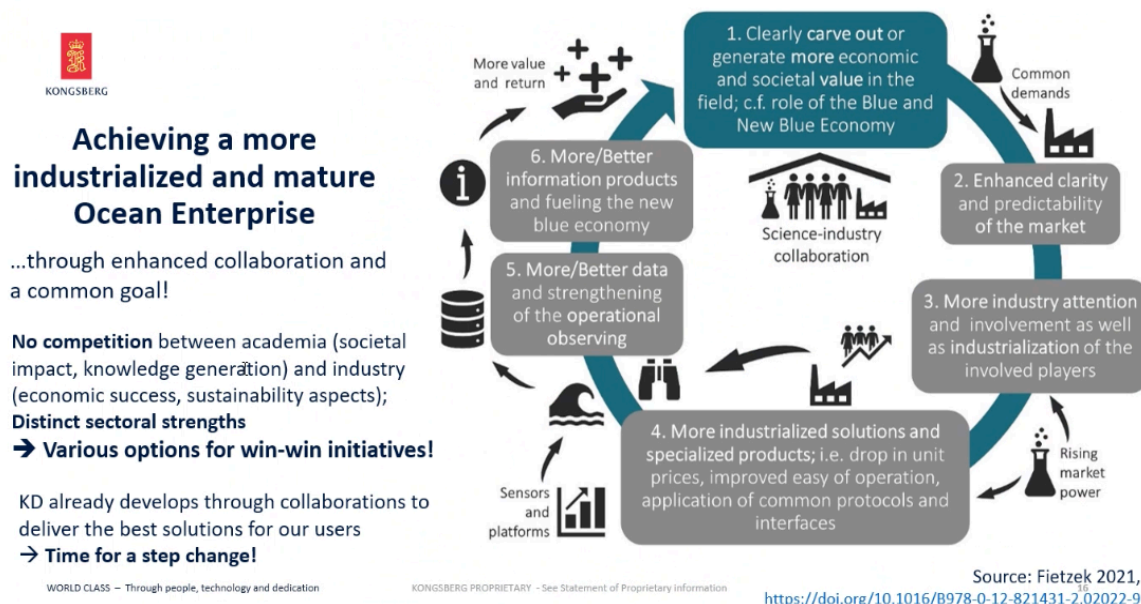 KONGSBERG
Achieving a more
industrialized and mature
Ocean Enterprise
...through enhanced collaboration and
a common goal!
No competition between academia (societal
impact, knowledge generation) and industry
(economic success, sustainability aspects);
Distinct sectoral strengths
→ Various options for win-win initiatives!
KD already develops through collaborations to
deliver the best solutions for our users
→ Time for a step change!
1. Clearly carve out or
generate more economic
and societal value in the
field; c.f. role of the Blue and
New Blue Economy
Common
demands
2. Enhanced clarity
and predictability
of the market
3. More industry attention
and involvement as well
as industrialization of the
involved players
Rising
market
power
4. More industrialized solutions and
specialized products; i.e. drop in unit
prices, improved easy of operation,
application of common protocols and
interfaces
Sensors
and
platforms
5. More/Better data
and strengthening
of the operational
observing
6. More/Better
information products
and fueling the new
blue economy
More value
and return
Science-industry
collaboration
WORLD CLASS – Through people, technology and dedication
KONGSBERG PROPRIETARY - See Statement of Proprietary information
16
Source: Fietzek 2021,
https://doi.org/10.1016/B978-0-12-821431-2.02022-9